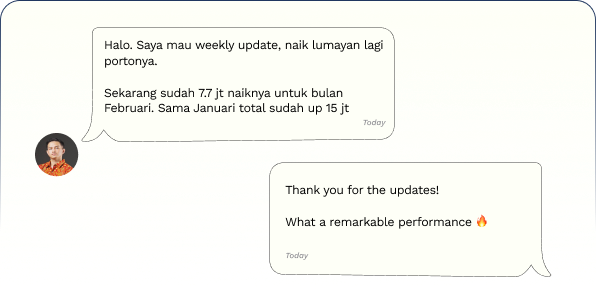 Halo. Saya mau weekly update, naik lumayan lagi
portonya.
Sekarang sudah 7.7 jt naiknya untuk bulan
Februari. Sama Januari total sudah up 15 jt
Today
Thank you for the updates!
What a remarkable performance 🔥
Today